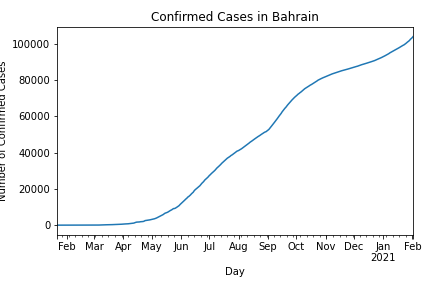 Confirmed Cases in Bahrain
Number of Confirmed Cases
100000
80000
60000
40000
20000
0
Feb Mar Apr May Jun Jul Aug Sep Oct Nov Dec Jan Feb
2021
Day